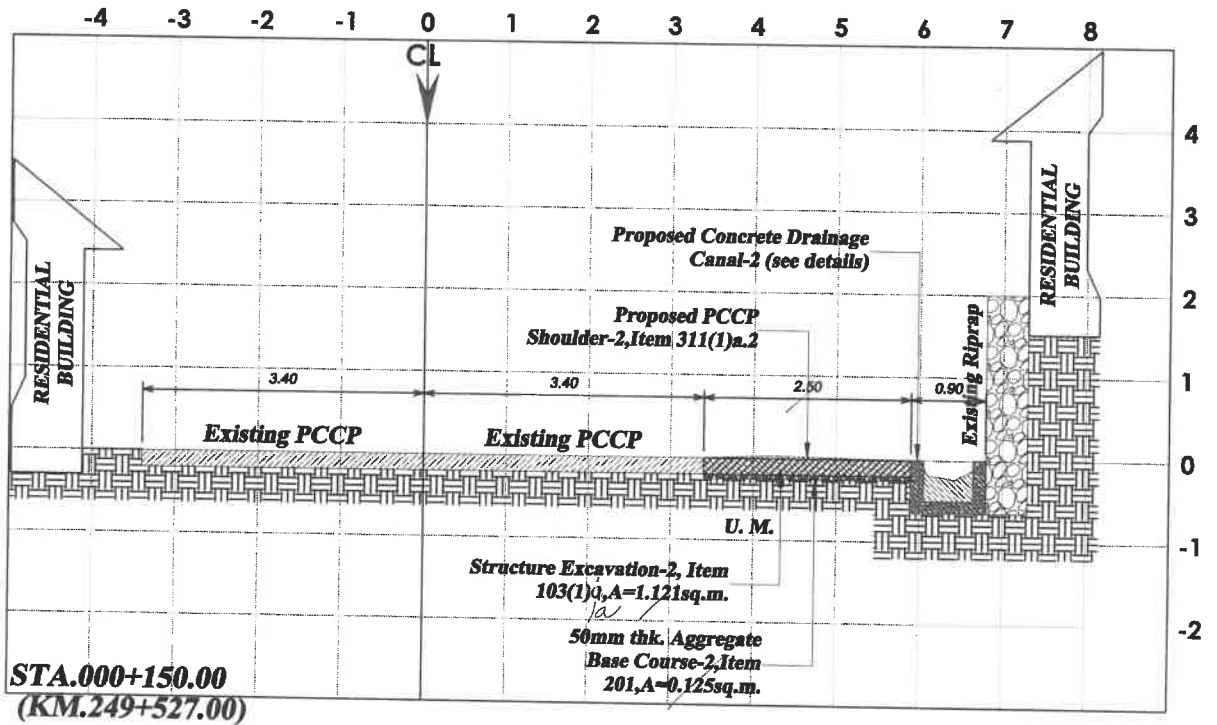 -4 -3 -2 -1 0 1 2 3 4 5 6 7 8
CL
4
3
2
1
0
-1
-2
RESIDENTIAL
BUILDING
RESIDENTIAL
BUILDING
Proposed Concrete Drainage
Canal-2 (see details)
Proposed PCCP
Shoulder-2,Item 311(1)a.2
Existing Riprap
3.40 3.40 2.50 0.90
Existing PCCP Existing PCCP
U. M.
Structure Excavation-2, Item
103(1)a,A=1.121sq.m.
a
50mm thk. Aggregate
Base Course-2,Item
201,A=0.125sq.m.
STA.000+150.00
(KM.249+527.00)